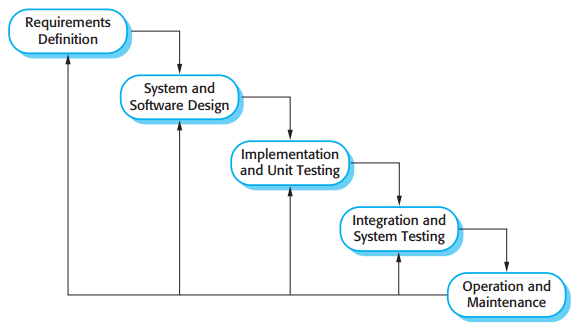 Requirements
Definition
System and
Software Design
Implementation
and Unit Testing
Integration and
System Testing
Operation and
Maintenance